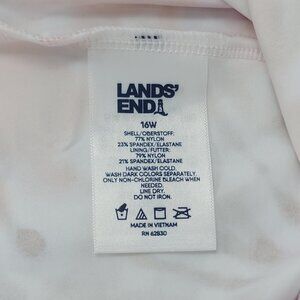 LANDS'
END
16W
SHELL/OBERSTOFF:
77% NYLON
23% SPANDEX/ELASTANE
LINING/FUTTER:
79% NYLON
21% SPANDEX/ELASTANE
HAND WASH COLD.
WASH DARK COLORS SEPARATELY.
ONLY NON-CHLORINE BLEACH WHEN
NEEDED.
LINE DRY.
DO NOT IRON.
MADE IN VIETNAM
RN 62830